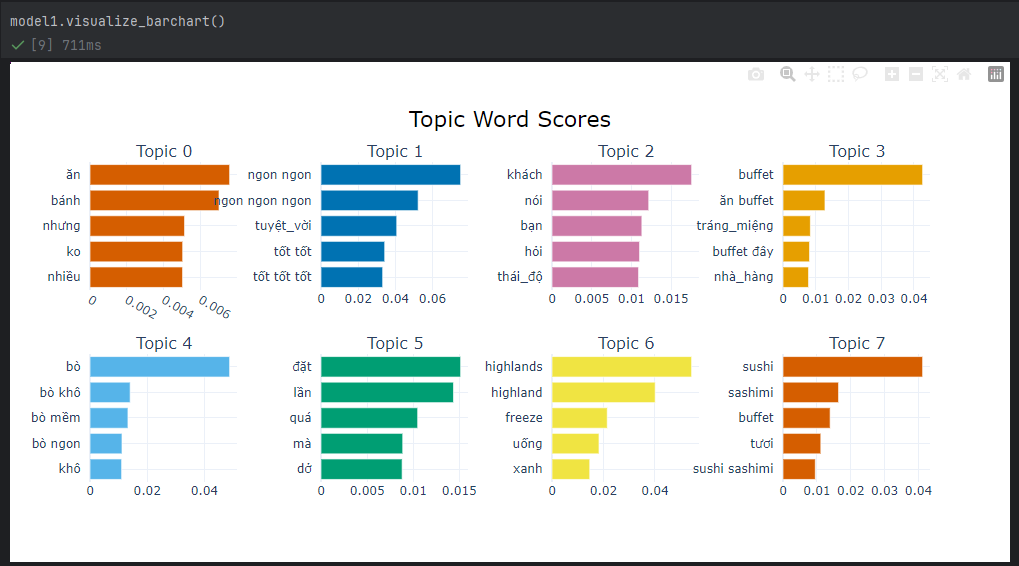 model1.visualize_barchart()
[9] 711ms
Topic Word Scores
Topic 0
ăn
bánh
nhưng
ko
nhiều
0 0.002 0.004 0.006
Topic 1
ngon ngon
ngon ngon ngon
tuyệt_vời
tốt tốt
tốt tốt tốt
0 0.02 0.04 0.06
Topic 2
khách
nói
bạn
hỏi
thái_độ
0 0.005 0.01 0.015
Topic 3
buffet
ăn buffet
tráng_miệng
buffet đây
nhà_hàng
0 0.01 0.02 0.03 0.04
Topic 4
bò
bò khô
bò mềm
bò ngon
khô
0 0.02 0.04
Topic 5
đặt
lần
quá
mà
dở
0 0.005 0.01 0.015
Topic 6
highlands
highland
freeze
uống
xanh
0 0.02 0.04
Topic 7
sushi
sashimi
buffet
tươi
sushi sashimi
0 0.01 0.02 0.03 0.04